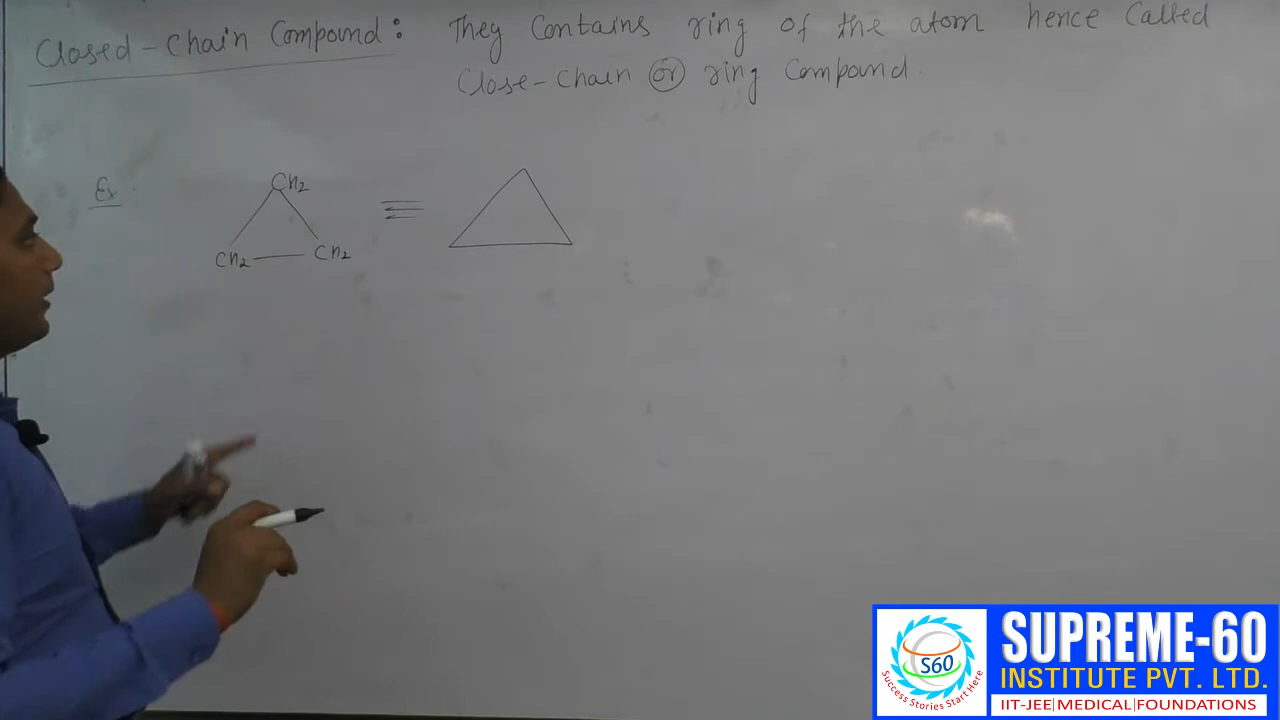 Closed-Chain Compound: They Contains ring of the atom hence Called
Close-Chain or ring Compound.
Ex.
CH2
CH2 CH2
S60
Success Stories Start Here
SUPREME-60
INSTITUTE PVT. LTD.
IIT-JEE|MEDICAL|FOUNDATIONS